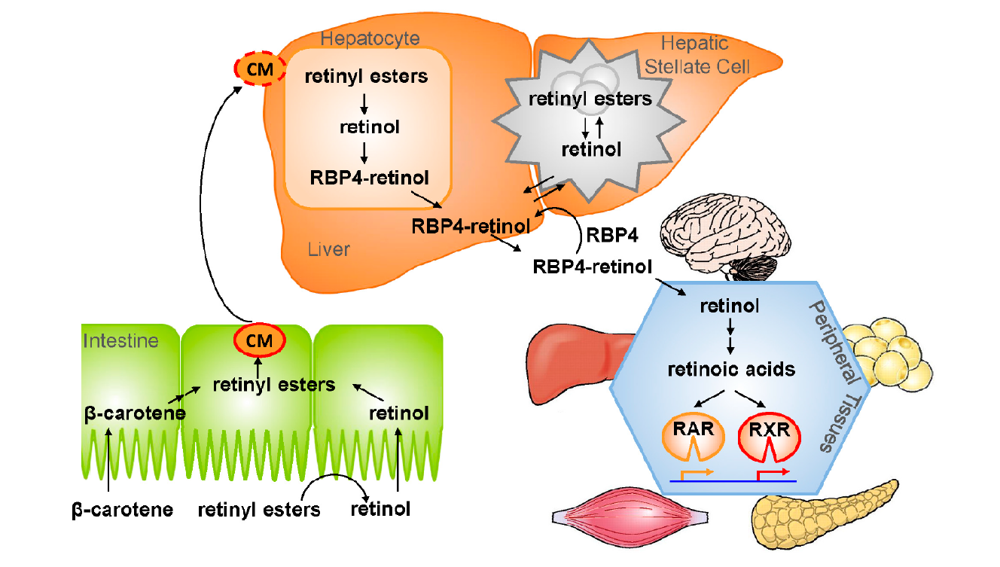 Hepatocyte
CM
retinyl esters
retinol
RBP4-retinol
RBP4-retinol
Liver
Hepatic
Stellate Cell
retinyl esters
retinol
RBP4
RBP4-retinol
Intestine
CM
retinyl esters
β-carotene
retinol
β-carotene
retinyl esters
retinol
retinol
retinoic acids
RAR
RXR
Peripheral Tissues